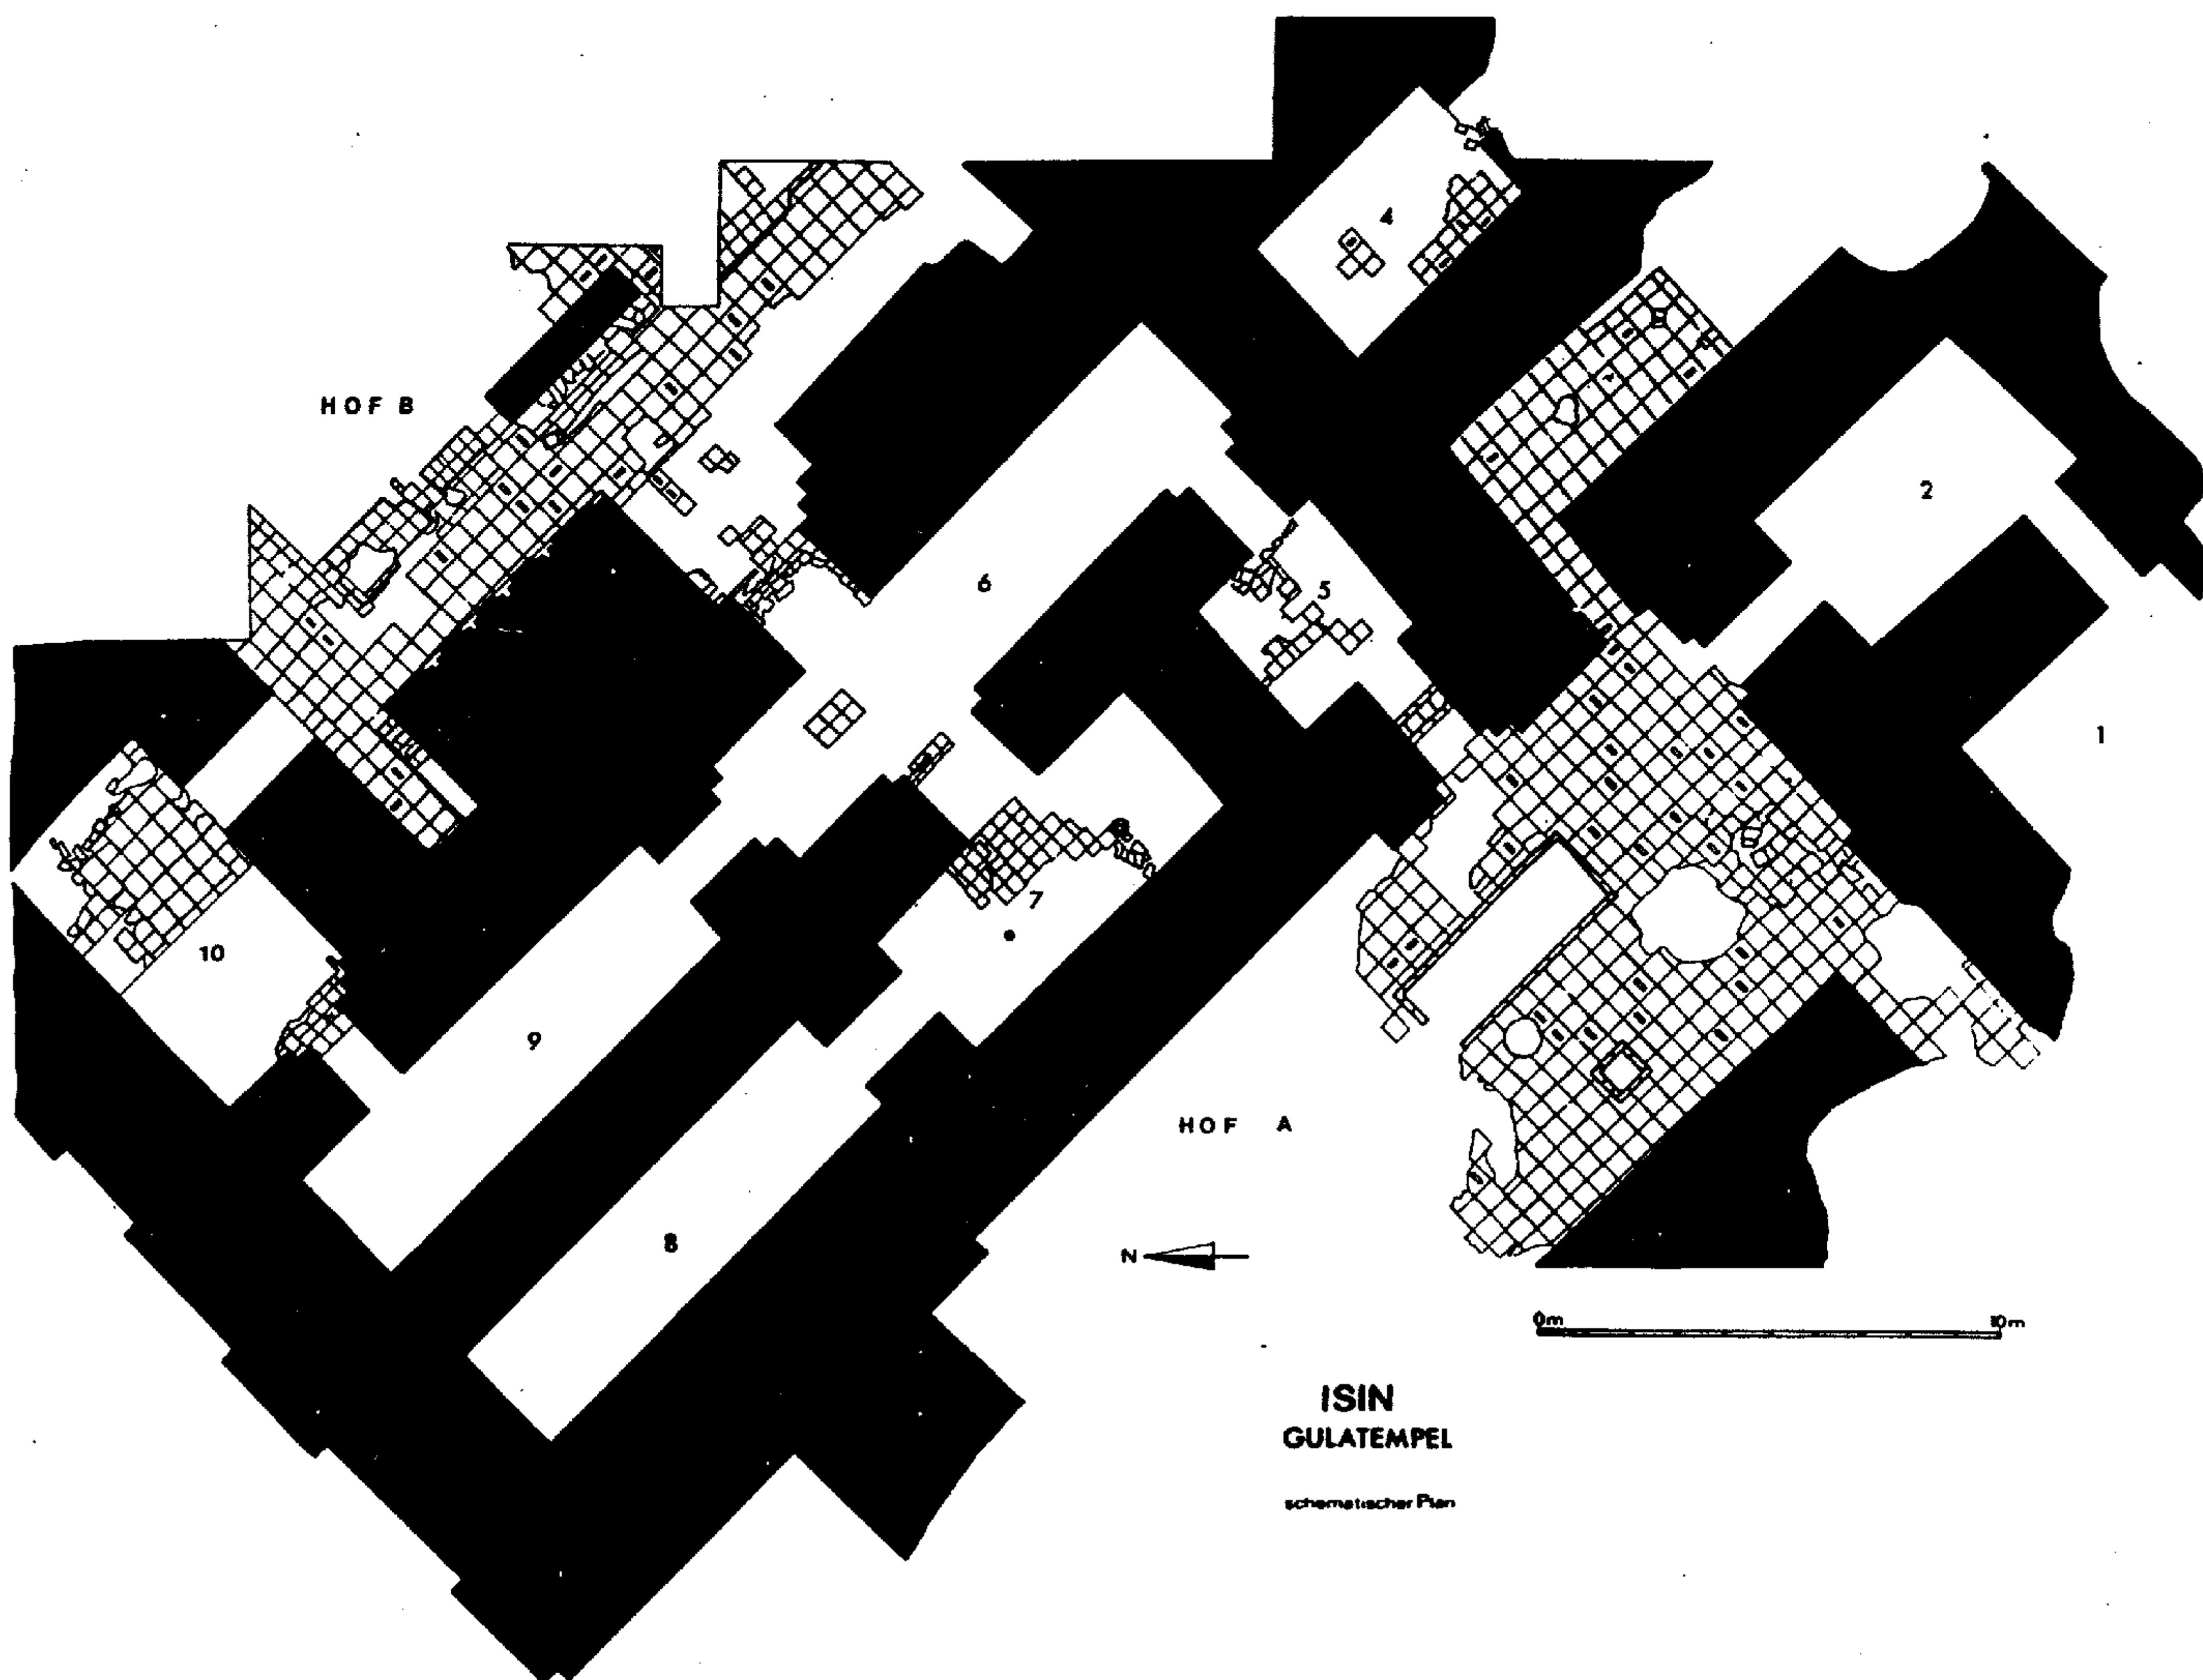 4
HOF B
2
6
5
1
7
10
9
HOF A
8
N
0m 10m
ISIN
GULATEMPEL
schematischer Plan